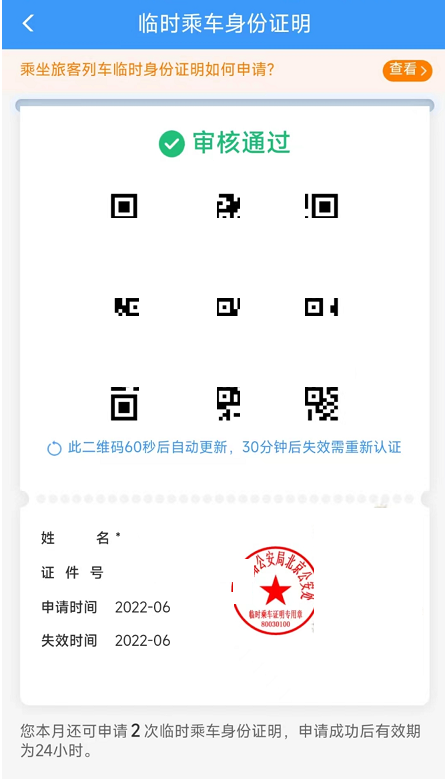 临时乘车身份证明
乘坐旅客列车临时身份证明如何申请?
查看
审核通过
此二维码60秒后自动更新，30分钟后失效需重新认证
姓 名 *
证 件 号
申请时间 2022-06
失效时间 2022-06
公安局北京公安处
临时乘车证明专用章
80030100
您本月还可申请 2 次临时乘车身份证明，申请成功后有效期
为24小时。